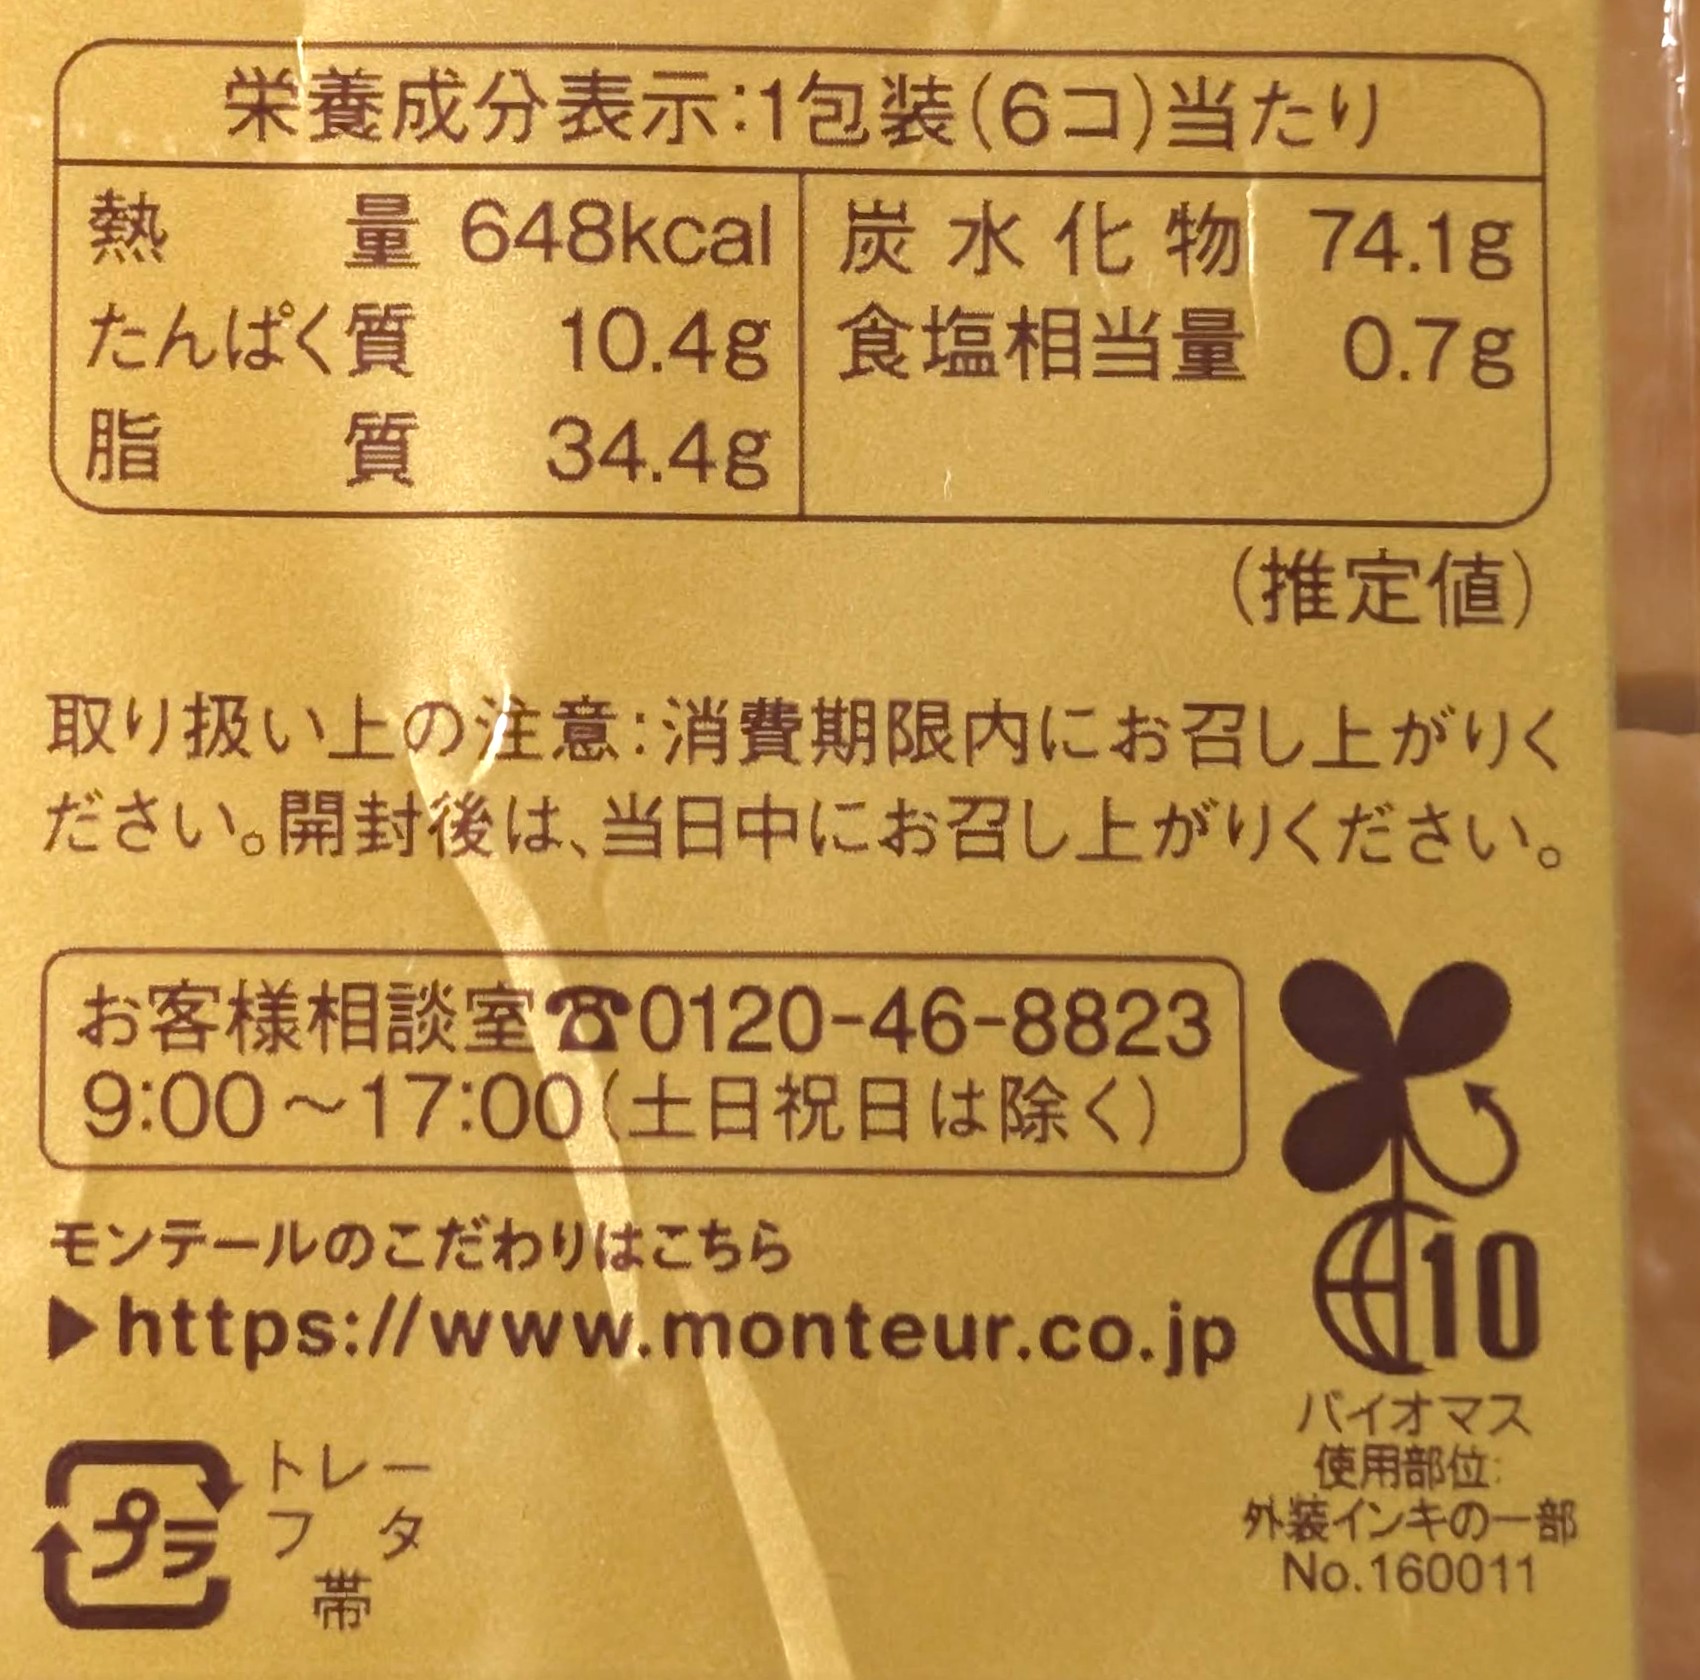 栄養成分表示:1包装(6コ)当たり
熱量 648kcal 炭水化物 74.1g
たんぱく質 10.4g 食塩相当量 0.7g
脂質 34.4g
(推定値)
取り扱い上の注意:消費期限内にお召し上がりく
ださい。開封後は、当日中にお召し上がりください。
お客様相談室☎0120-46-8823
9:00~17:00(土日祝日は除く)
モンテールのこだわりはこちら
▶https://www.monteur.co.jp
10
バイオマス
使用部位:
外装インキの一部
No.160011
プラ
トレー
フタ
帯